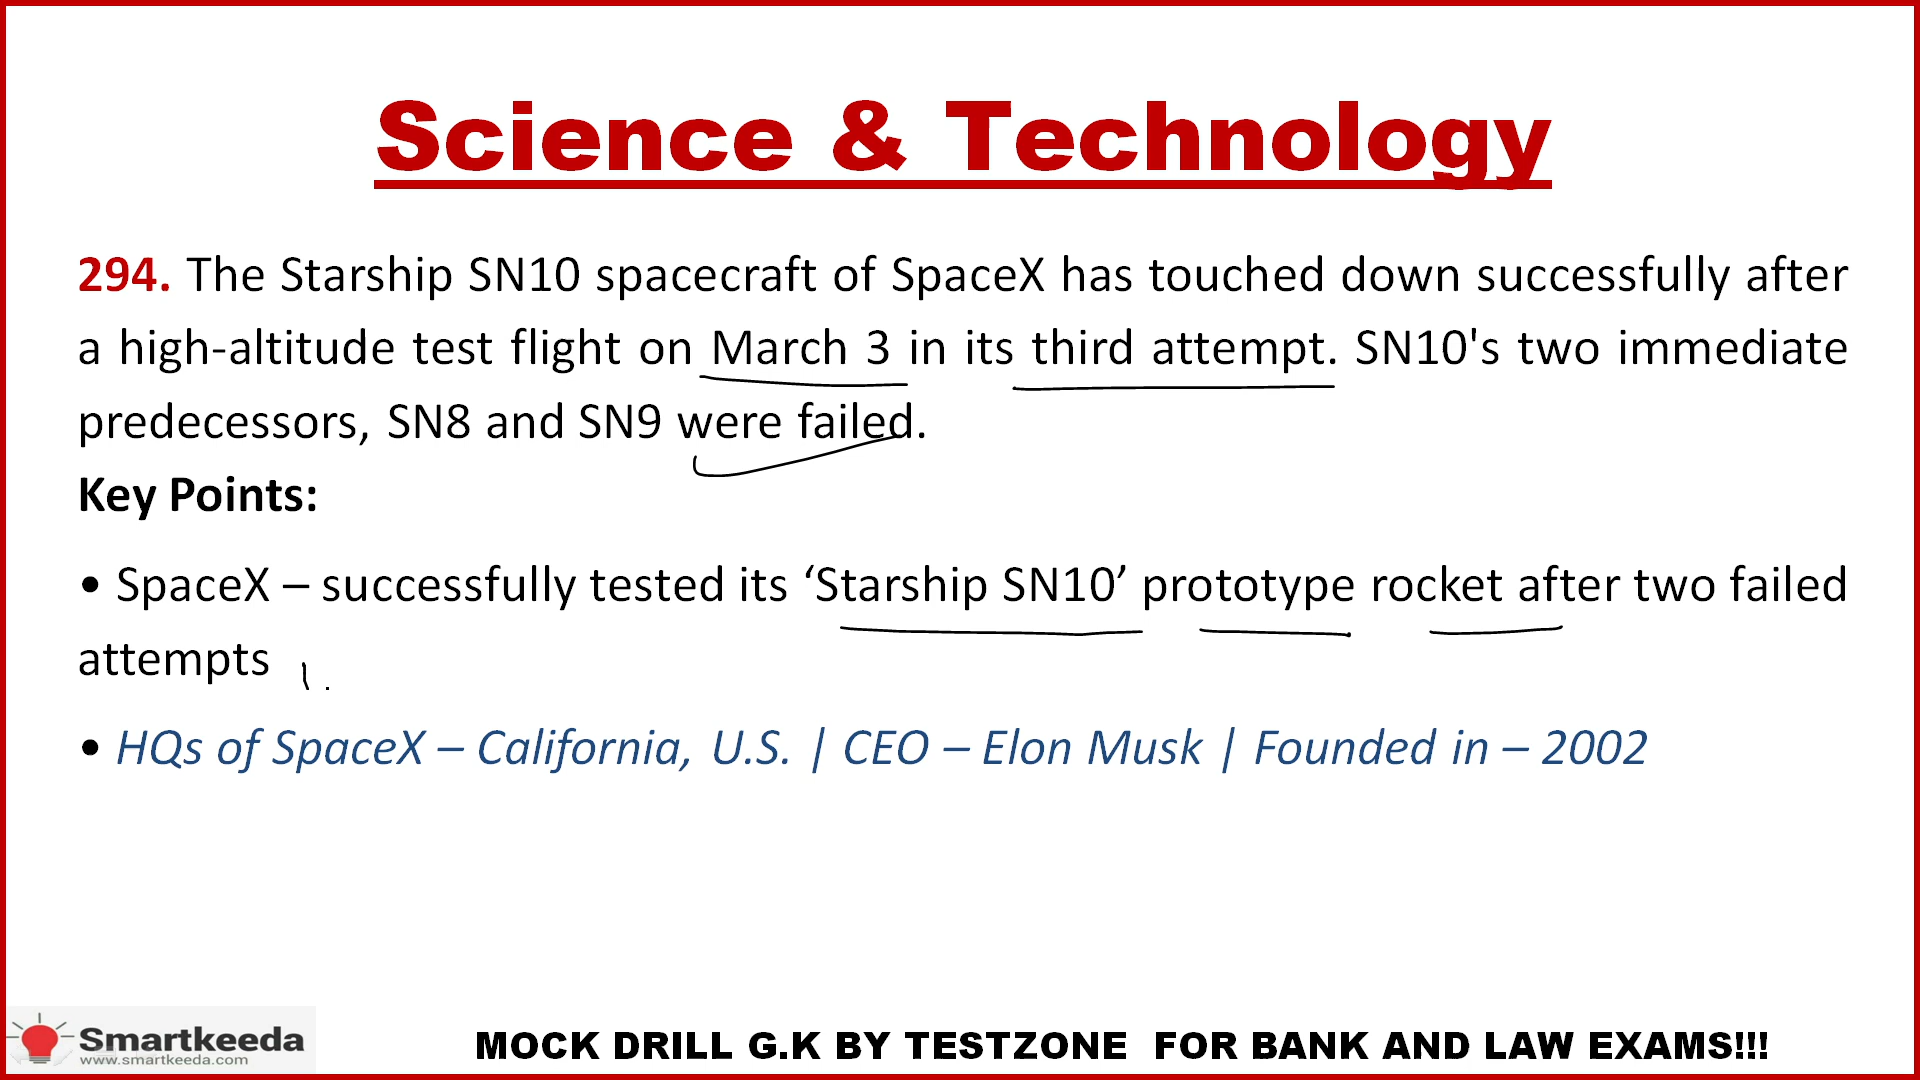 Science & Technology
294. The Starship SN10 spacecraft of SpaceX has touched down successfully after
a high-altitude test flight on March 3 in its third attempt. SN10's two immediate
predecessors, SN8 and SN9 were failed.
Key Points:
• SpaceX – successfully tested its ‘Starship SN10’ prototype rocket after two failed
attempts
• HQs of SpaceX – California, U.S. | CEO – Elon Musk | Founded in – 2002
Smartkeeda
www.smartkeeda.com
MOCK DRILL G.K BY TESTZONE FOR BANK AND LAW EXAMS!!!